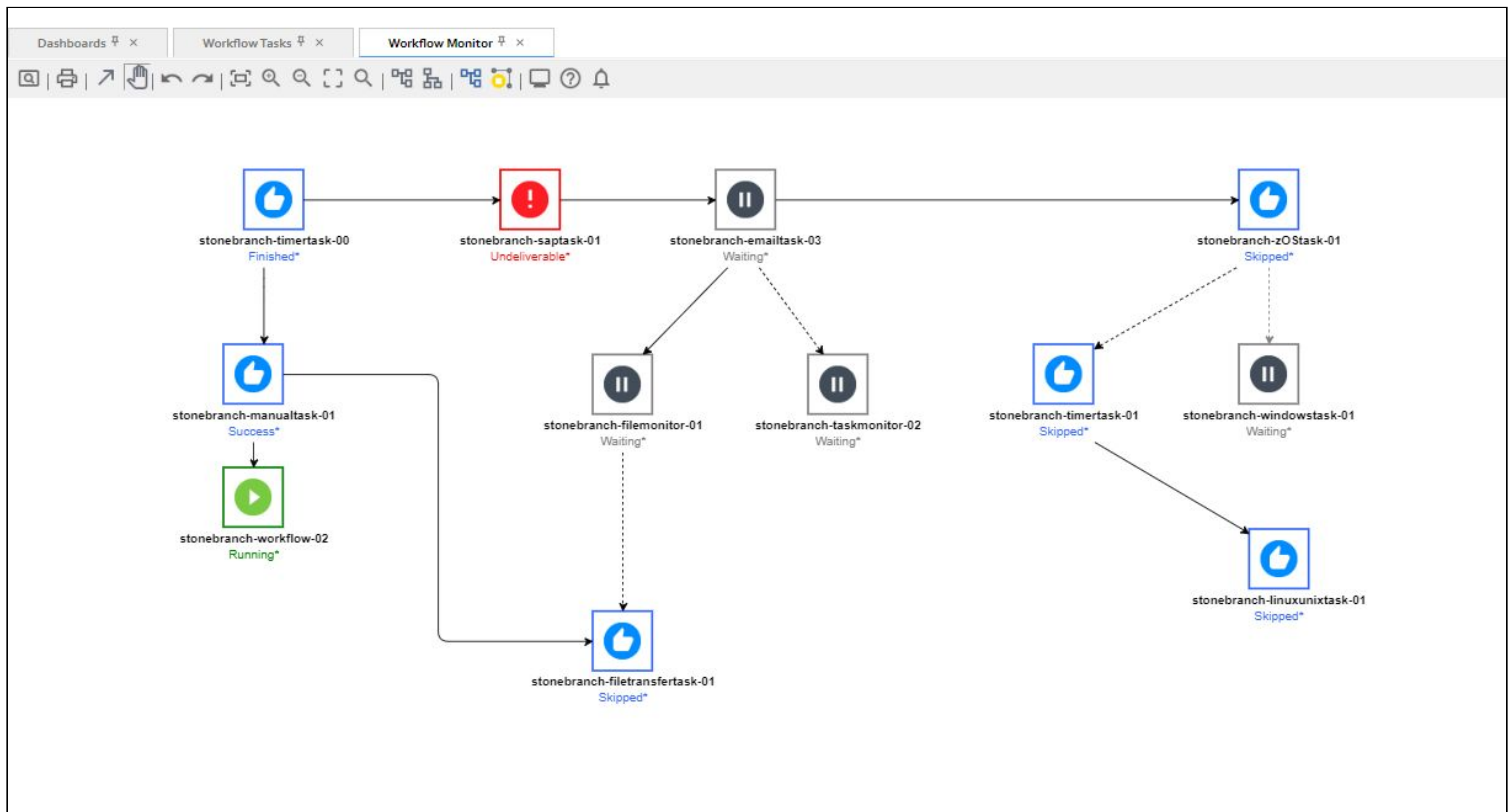 Dashboards
Workflow Tasks
Workflow Monitor
stonebranch-timertask-00
Finished*
stonebranch-saptask-01
Undeliverable*
stonebranch-emailtask-03
Waiting*
stonebranch-zOStask-01
Skipped*
stonebranch-manualtask-01
Success*
stonebranch-filemonitor-01
Waiting*
stonebranch-taskmonitor-02
Waiting*
stonebranch-timertask-01
Skipped*
stonebranch-windowstask-01
Waiting*
stonebranch-workflow-02
Running*
stonebranch-linuxunixtask-01
Skipped*
stonebranch-filetransfertask-01
Skipped*